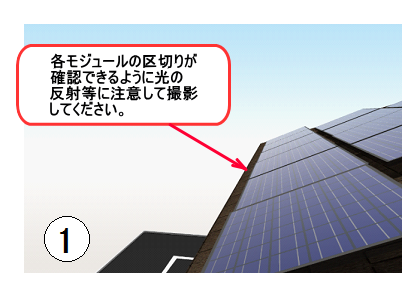 各モジュールの区切りが
確認できるように光の
反射等に注意して撮影
してください。
1